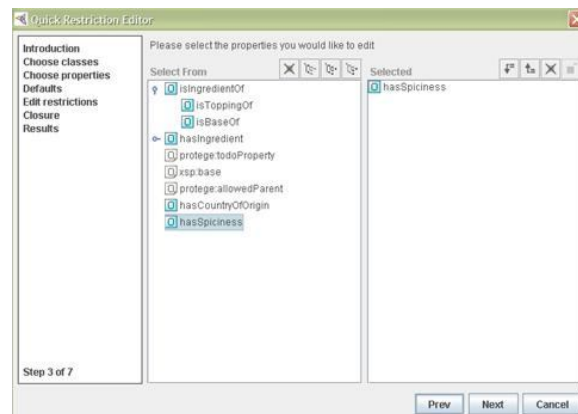 Quick Restriction Editor
Introduction
Choose classes
Choose properties
Defaults
Edit restrictions
Closure
Results
Step 3 of 7
Please select the properties you would like to edit
Select From
isIngredientOf
isToppingOf
isBaseOf
hasIngredient
protege:todoProperty
xsp:base
protege:allowedParent
hasCountryOfOrigin
hasSpiciness
Selected
hasSpiciness
Prev Next Cancel